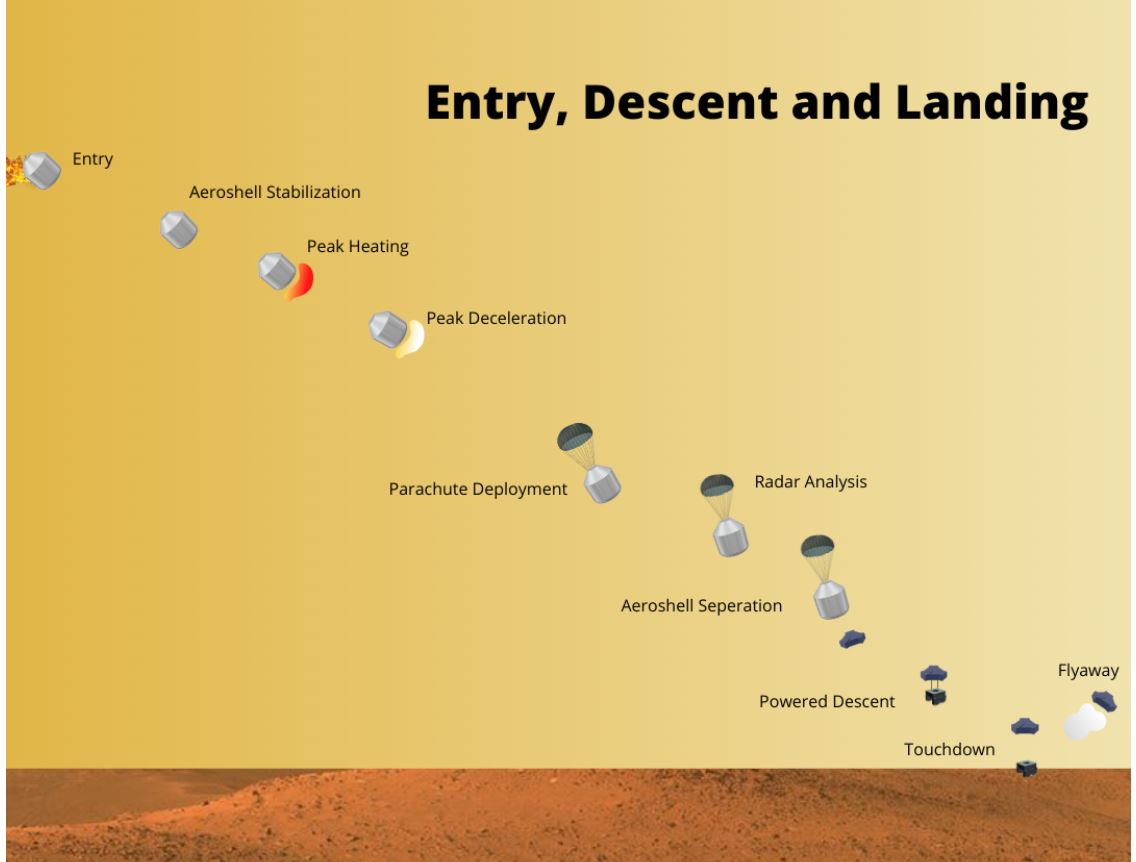 Entry, Descent and Landing
Entry
Aeroshell Stabilization
Peak Heating
Peak Deceleration
Parachute Deployment
Radar Analysis
Aeroshell Seperation
Powered Descent
Flyaway
Touchdown